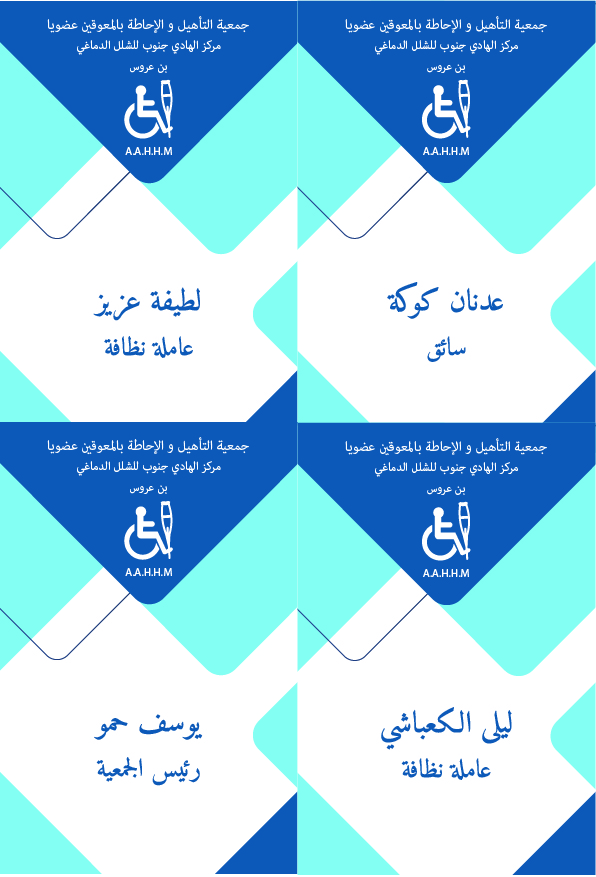 جمعية التأهيل و الإحاطة بالمعوقين عضويا
مركز الهادي جنوب للشلل الدماغي
بن عروس
A.A.H.H.M
لطيفة عزيز
عاملة نظافة
جمعية التأهيل و الإحاطة بالمعوقين عضويا
مركز الهادي جنوب للشلل الدماغي
بن عروس
A.A.H.H.M
عدنان كوكة
سائق
جمعية التأهيل و الإحاطة بالمعوقين عضويا
مركز الهادي جنوب للشلل الدماغي
بن عروس
A.A.H.H.M
يوسف حمو
رئيس الجمعية
جمعية التأهيل و الإحاطة بالمعوقين عضويا
مركز الهادي جنوب للشلل الدماغي
بن عروس
A.A.H.H.M
ليلى الكعباشي
عاملة نظافة